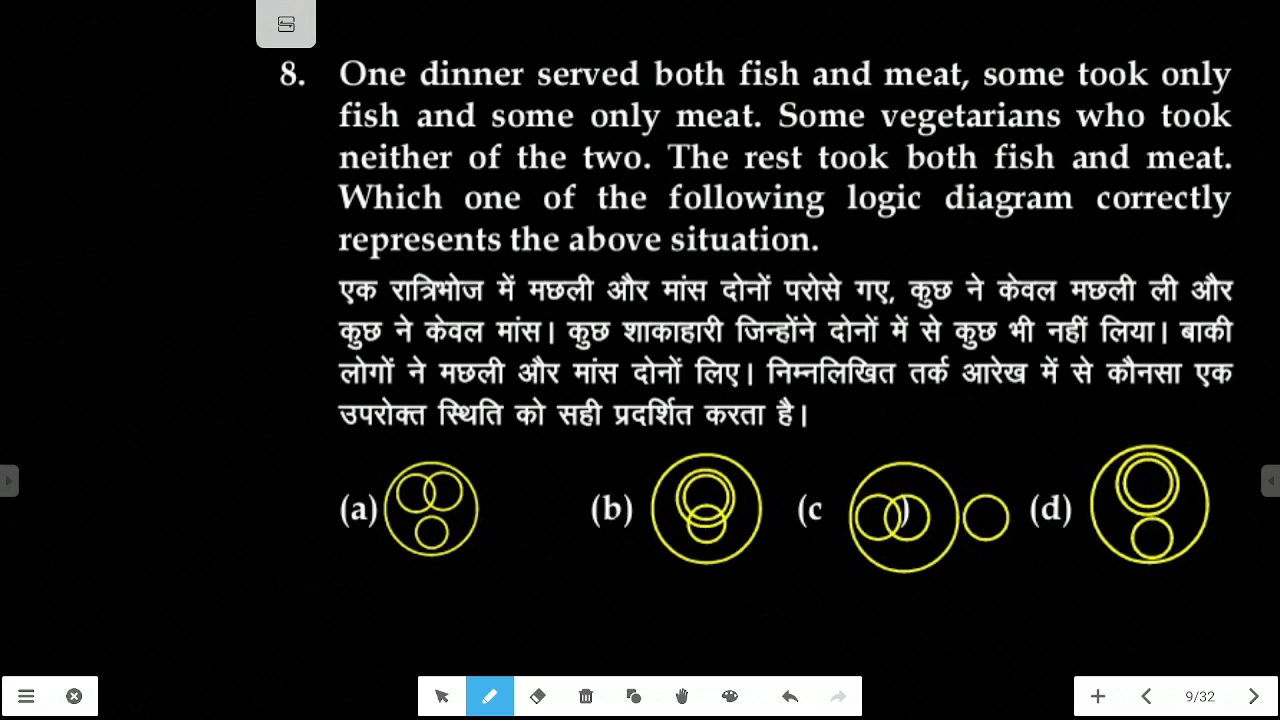 8. One dinner served both fish and meat, some took only
fish and some only meat. Some vegetarians who took
neither of the two. The rest took both fish and meat.
Which one of the following logic diagram correctly
represents the above situation.
एक रात्रिभोज में मछली और मांस दोनों परोसे गए, कुछ ने केवल मछली ली और
कुछ ने केवल मांस। कुछ शाकाहारी जिन्होंने दोनों में से कुछ भी नहीं लिया। बाकी
लोगों ने मछली और मांस दोनों लिए। निम्नलिखित तर्क आरेख में से कौनसा एक
उपरोक्त स्थिति को सही प्रदर्शित करता है।
(a) (b) (c ) (d)
9/32